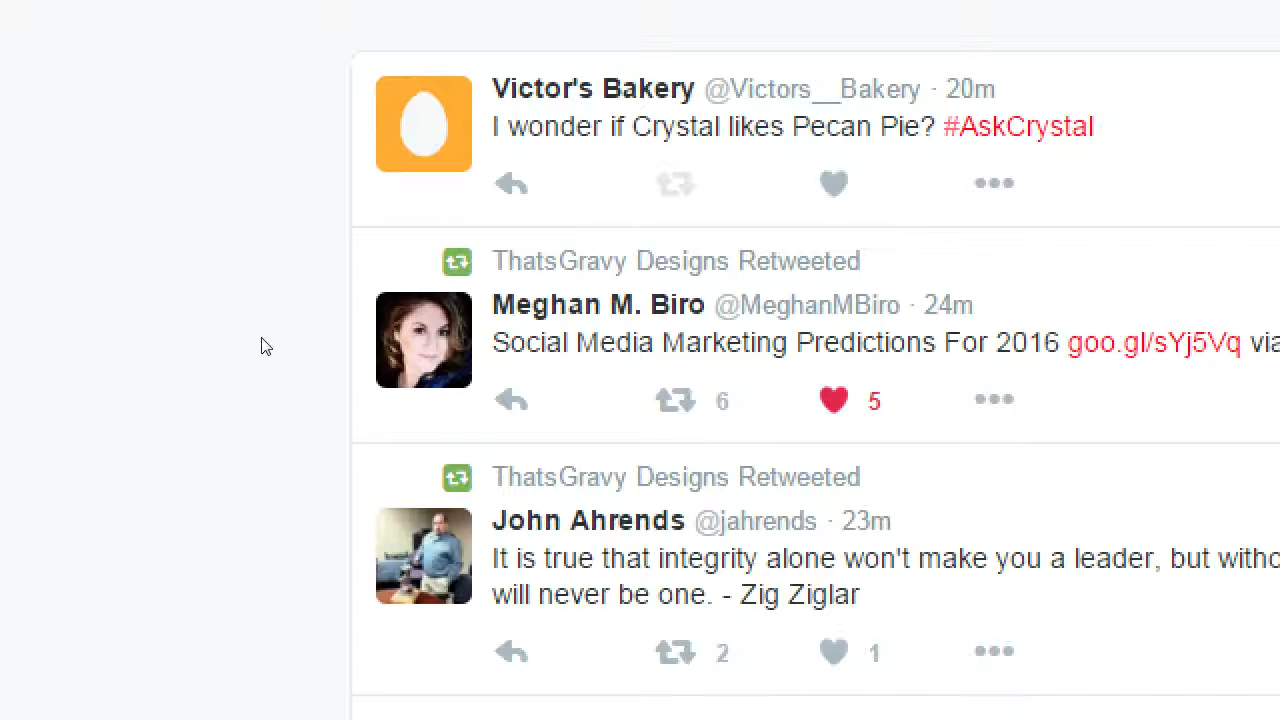 Victor's Bakery @Victors__Bakery · 20m
I wonder if Crystal likes Pecan Pie? #AskCrystal
ThatsGravy Designs Retweeted
Meghan M. Biro @MeghanMBiro · 24m
Social Media Marketing Predictions For 2016 goo.gl/sYj5Vq via
6 5
ThatsGravy Designs Retweeted
John Ahrends @jahrends · 23m
It is true that integrity alone won't make you a leader, but witho
will never be one. - Zig Ziglar
2 1